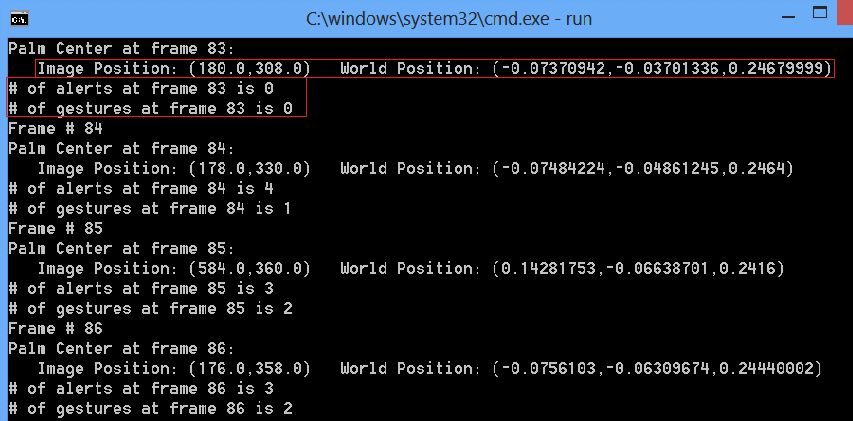 C:\windows\system32\cmd.exe - run
Palm Center at frame 83:
Image Position: (180.0,308.0) World Position: (-0.07370942,-0.03701336,0.24679999)
# of alerts at frame 83 is 0
# of gestures at frame 83 is 0
Frame # 84
Palm Center at frame 84:
Image Position: (178.0,330.0) World Position: (-0.07484224,-0.04861245,0.2464)
# of alerts at frame 84 is 4
# of gestures at frame 84 is 1
Frame # 85
Palm Center at frame 85:
Image Position: (584.0,360.0) World Position: (0.14281753,-0.06638701,0.2416)
# of alerts at frame 85 is 3
# of gestures at frame 85 is 2
Frame # 86
Palm Center at frame 86:
Image Position: (176.0,358.0) World Position: (-0.0756103,-0.06309674,0.24440002)
# of alerts at frame 86 is 3
# of gestures at frame 86 is 2